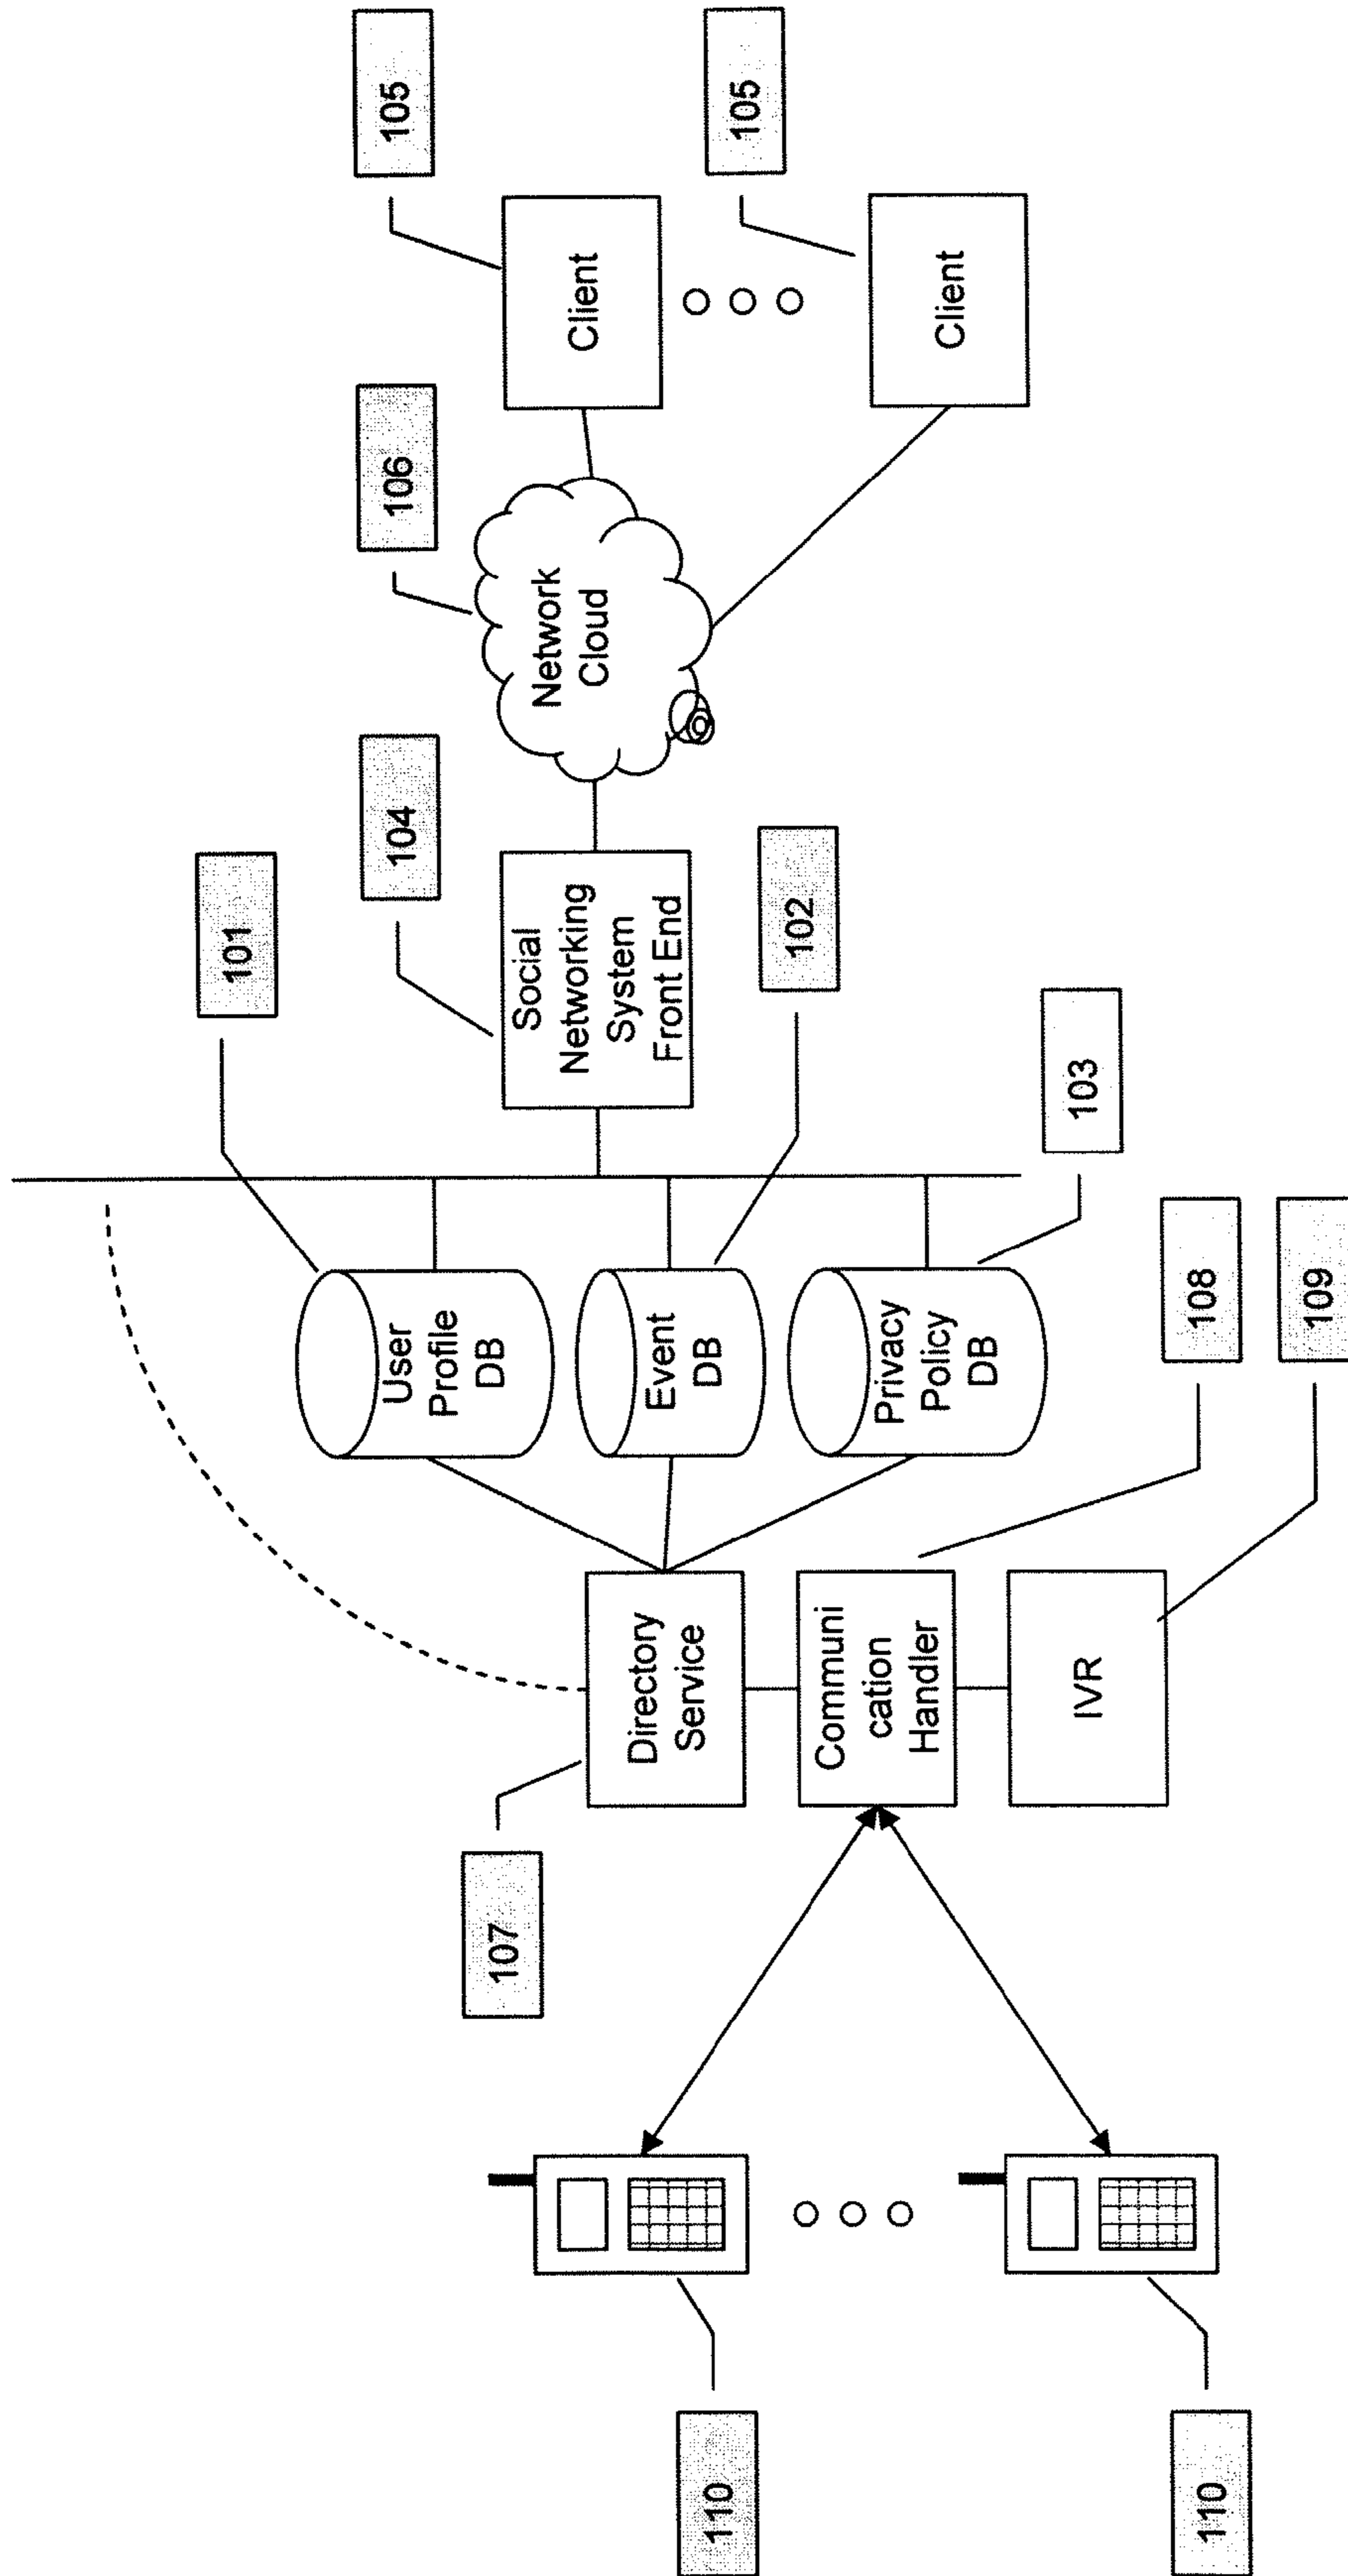 105
105
Client
Client
106
Network
Cloud
104
Social
Networking
System
Front End
101
102
103
User
Profile
DB
Event
DB
Privacy
Policy
DB
108
109
Directory
Service
Communi
cation
Handler
IVR
107
110
110